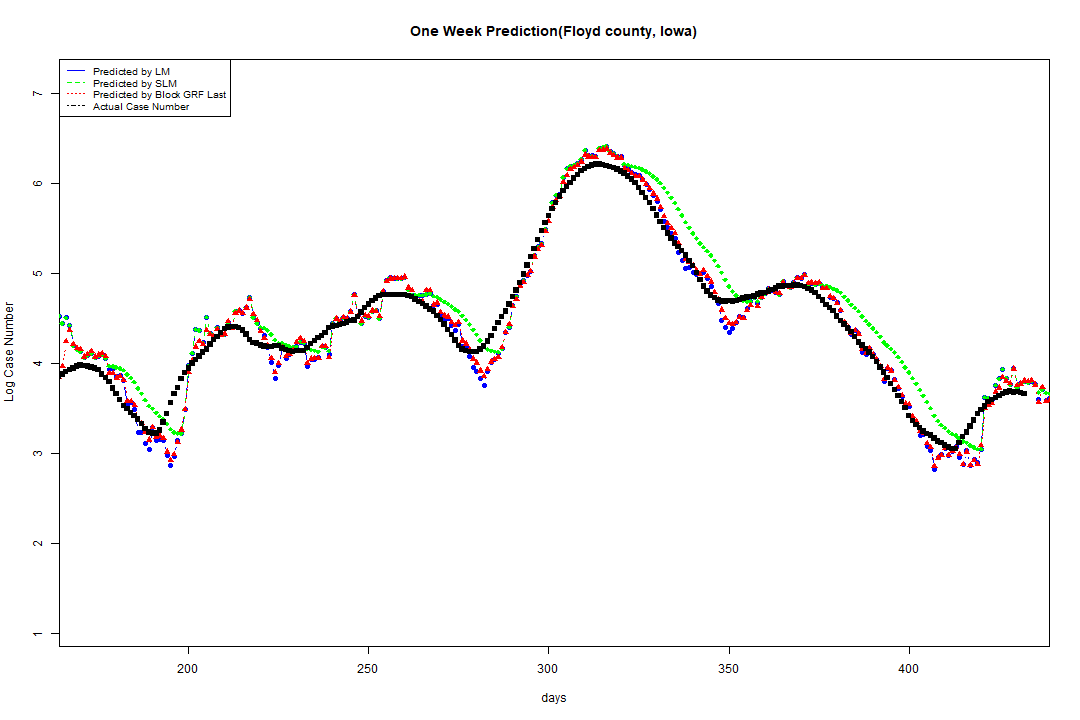 One Week Prediction(Floyd county, Iowa)
Predicted by LM
Predicted by SLM
Predicted by Block GRF Last
Actual Case Number
7
6
5
4
3
2
1
Log Case Number
200 250 300 350 400
days